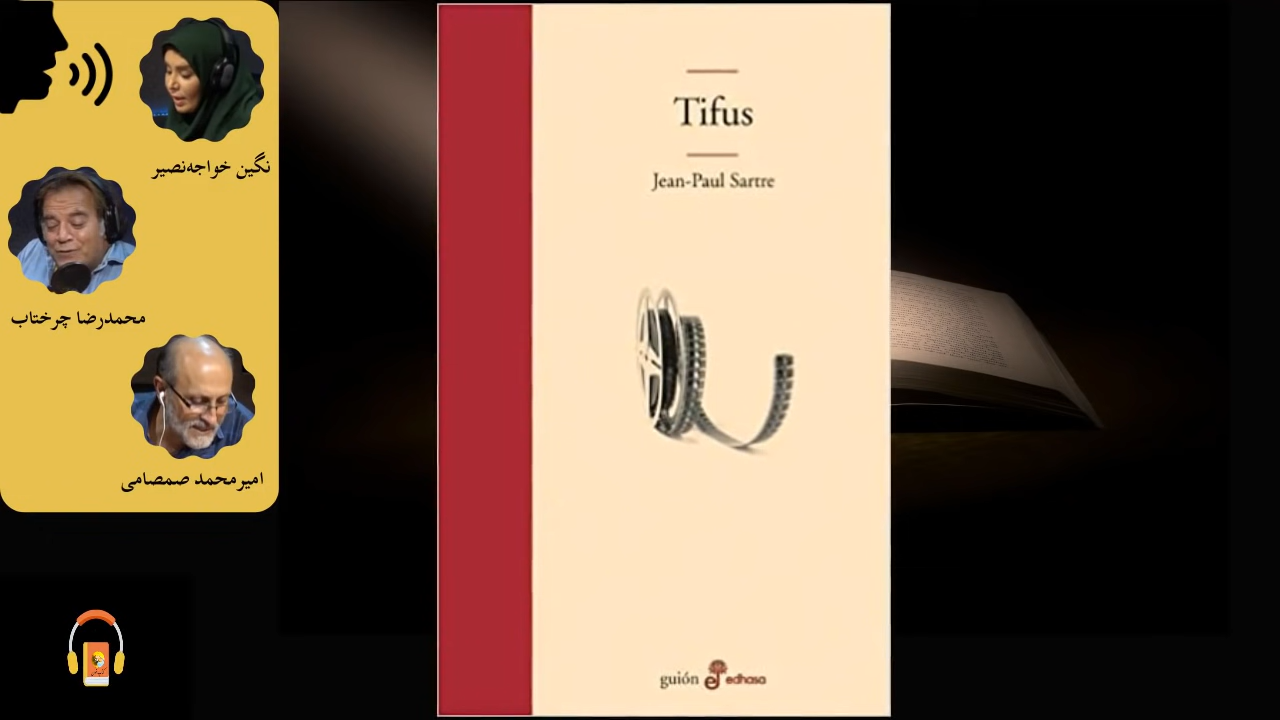 نگین خواجه‌نصیر
محمدرضا چرختاب
امیرمحمد صمصامی
Tifus
Jean-Paul Sartre
guión edhasa